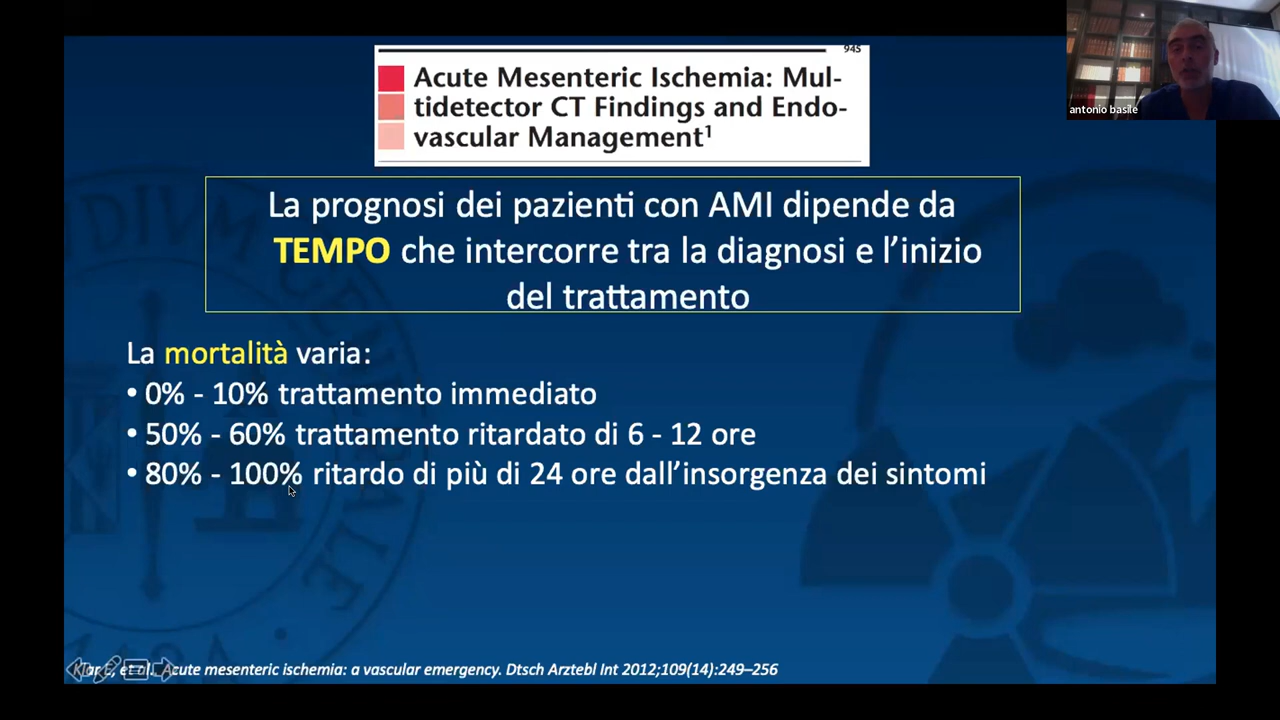 antonio basile
945
Acute Mesenteric Ischemia: Mul-
tidetector CT Findings and Endo-
vascular Management¹
La prognosi dei pazienti con AMI dipende da
TEMPO che intercorre tra la diagnosi e l’inizio
del trattamento
La mortalità varia:
• 0% - 10% trattamento immediato
• 50% - 60% trattamento ritardato di 6 - 12 ore
• 80% - 100% ritardo di più di 24 ore dall’insorgenza dei sintomi
et al. Acute mesenteric ischemia: a vascular emergency. Dtsch Arztebl Int 2012;109(14):249–256